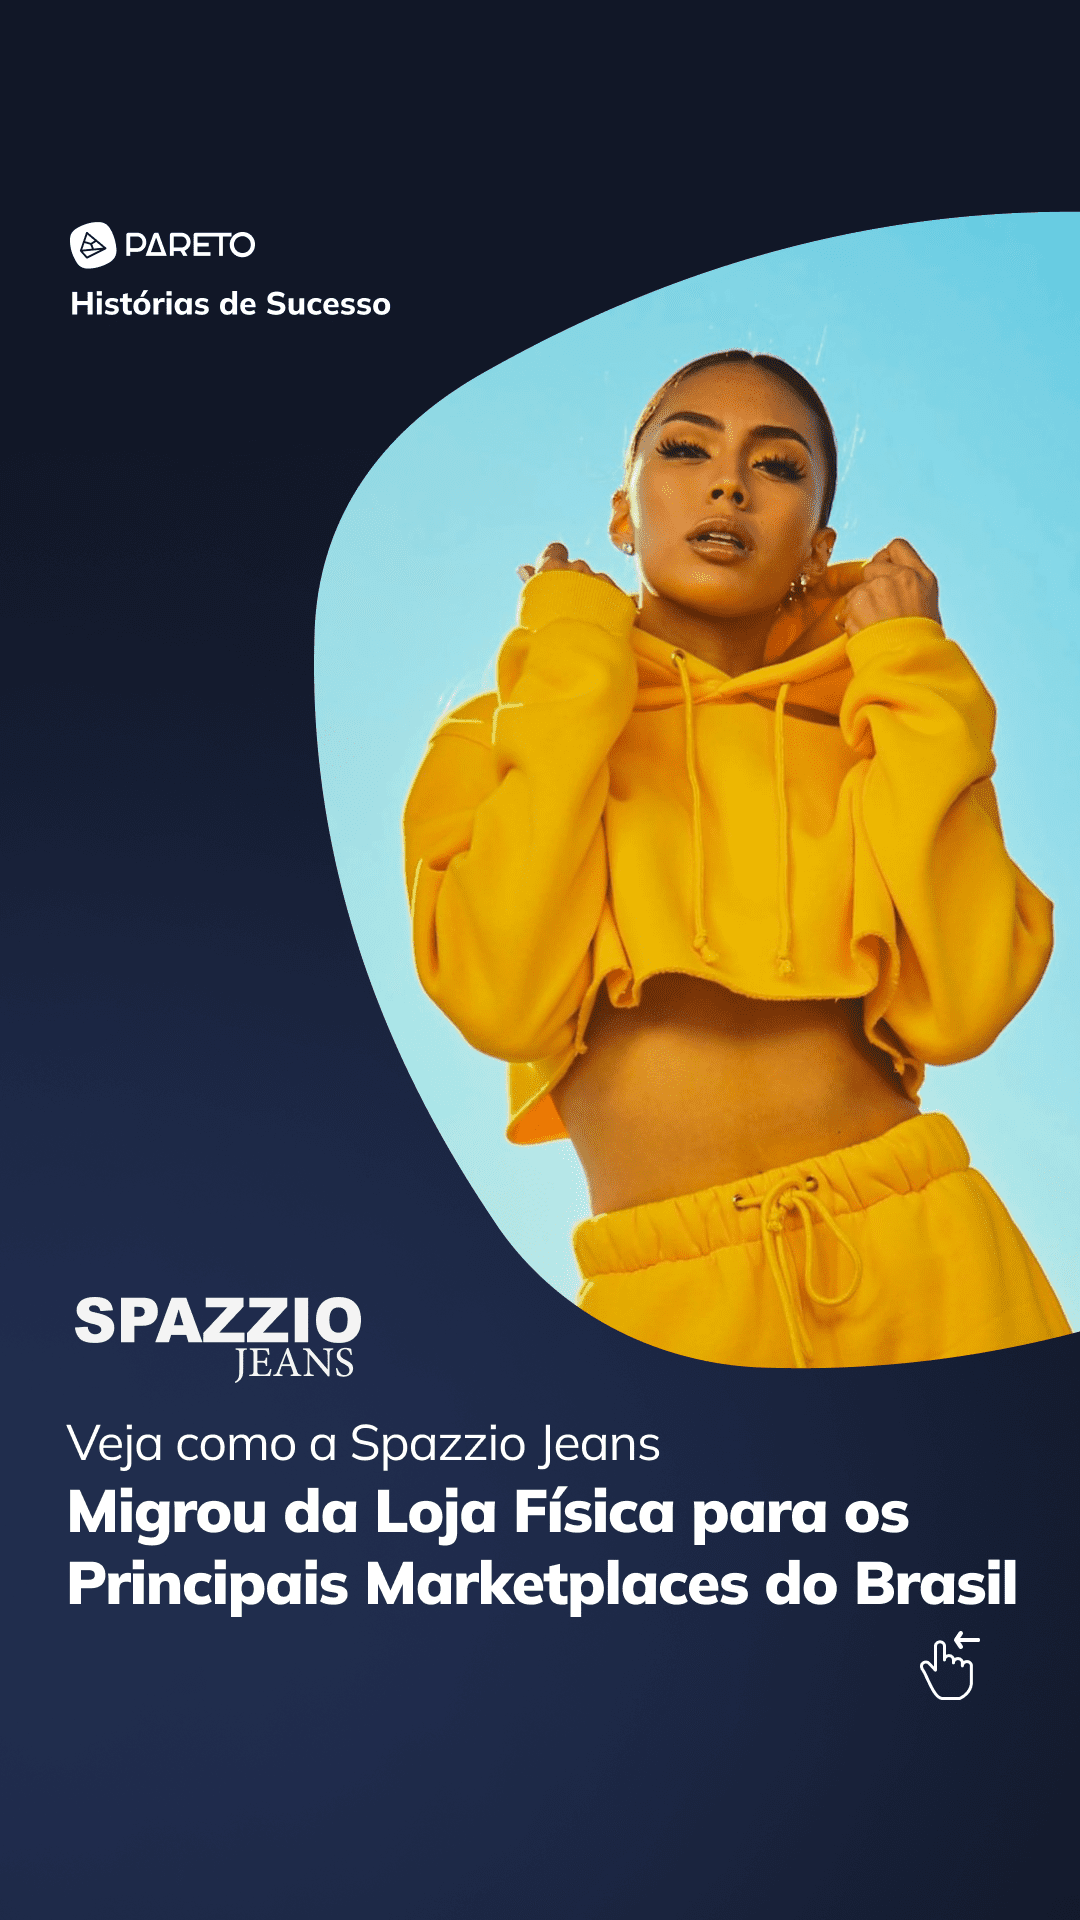 PARETO
Histórias de Sucesso
SPAZZIO
JEANS
Veja como a Spazzio Jeans
Migrou da Loja Física para os
Principais Marketplaces do Brasil